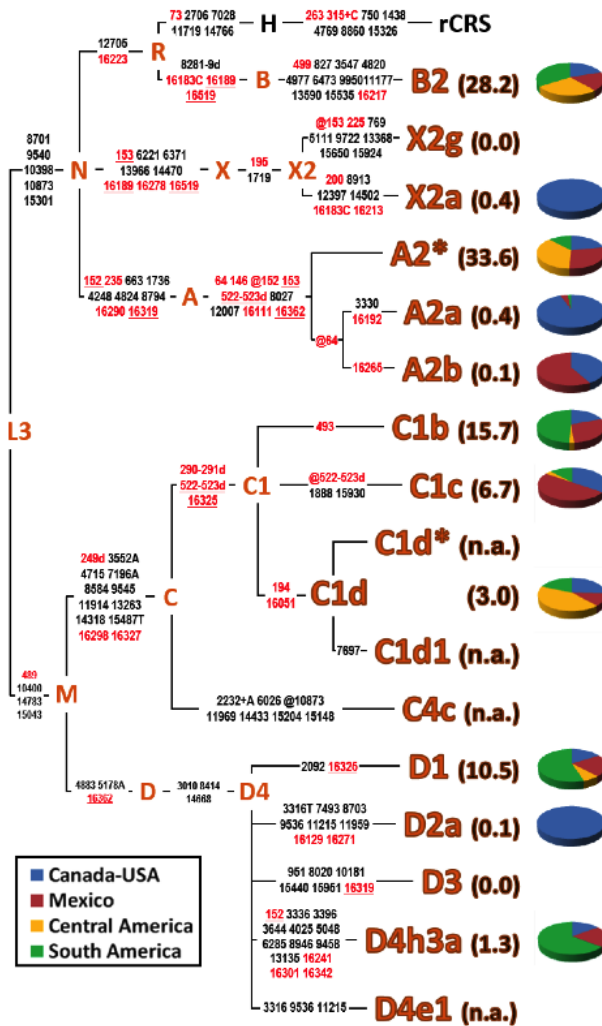 73 2706 7028
11719 14766
H
263 315+C 750 1438
4769 8860 15326
rCRS
12705
16223
R
8281-9d
16183C 16189
16519
B
499 827 3547 4820
4977 6473 995011177
13590 15535 16217
B2 (28.2)
8701
9540
10398
10873
15301
N
153 6221 6371
13966 14470
16189 16278 16519
X
195
1719
X2
@153 225 769
6111 9722 13368
15650 15924
X2g (0.0)
200 8913
12397 14502
16183C 16213
X2a (0.4)
152 235 663 1736
4248 4824 8794
16290 16319
A
64 146 @152 153
522-523d 8027
12007 16111 16362
A2* (33.6)
@64
3330
16192
A2a (0.4)
16265
A2b (0.1)
L3
493
C1b (15.7)
290-291d
522-523d
16325
C1
@522-523d
1888 15930
C1c (6.7)
C1d* (n.a.)
194
16051
C1d
(3.0)
7697
C1d1 (n.a.)
249d 3552A
4715 7196A
8584 9545
11914 13263
14318 15487T
16298 16327
C
2232+A 6026 @10873
11969 14433 15204 15148
C4c (n.a.)
489
10400
14783
15043
M
4883 5178A
16362
D
3010 8414
14668
D4
2092 16325
D1 (10.5)
3316T 7493 8703
9536 11215 11959
16129 16271
D2a (0.1)
951 8020 10181
15440 15951 16319
D3 (0.0)
152 3336 3396
3644 4025 5048
6285 8946 9458
13135 16241
16301 16342
D4h3a (1.3)
3316 9536 11215
D4e1 (n.a.)
Canada-USA
Mexico
Central America
South America